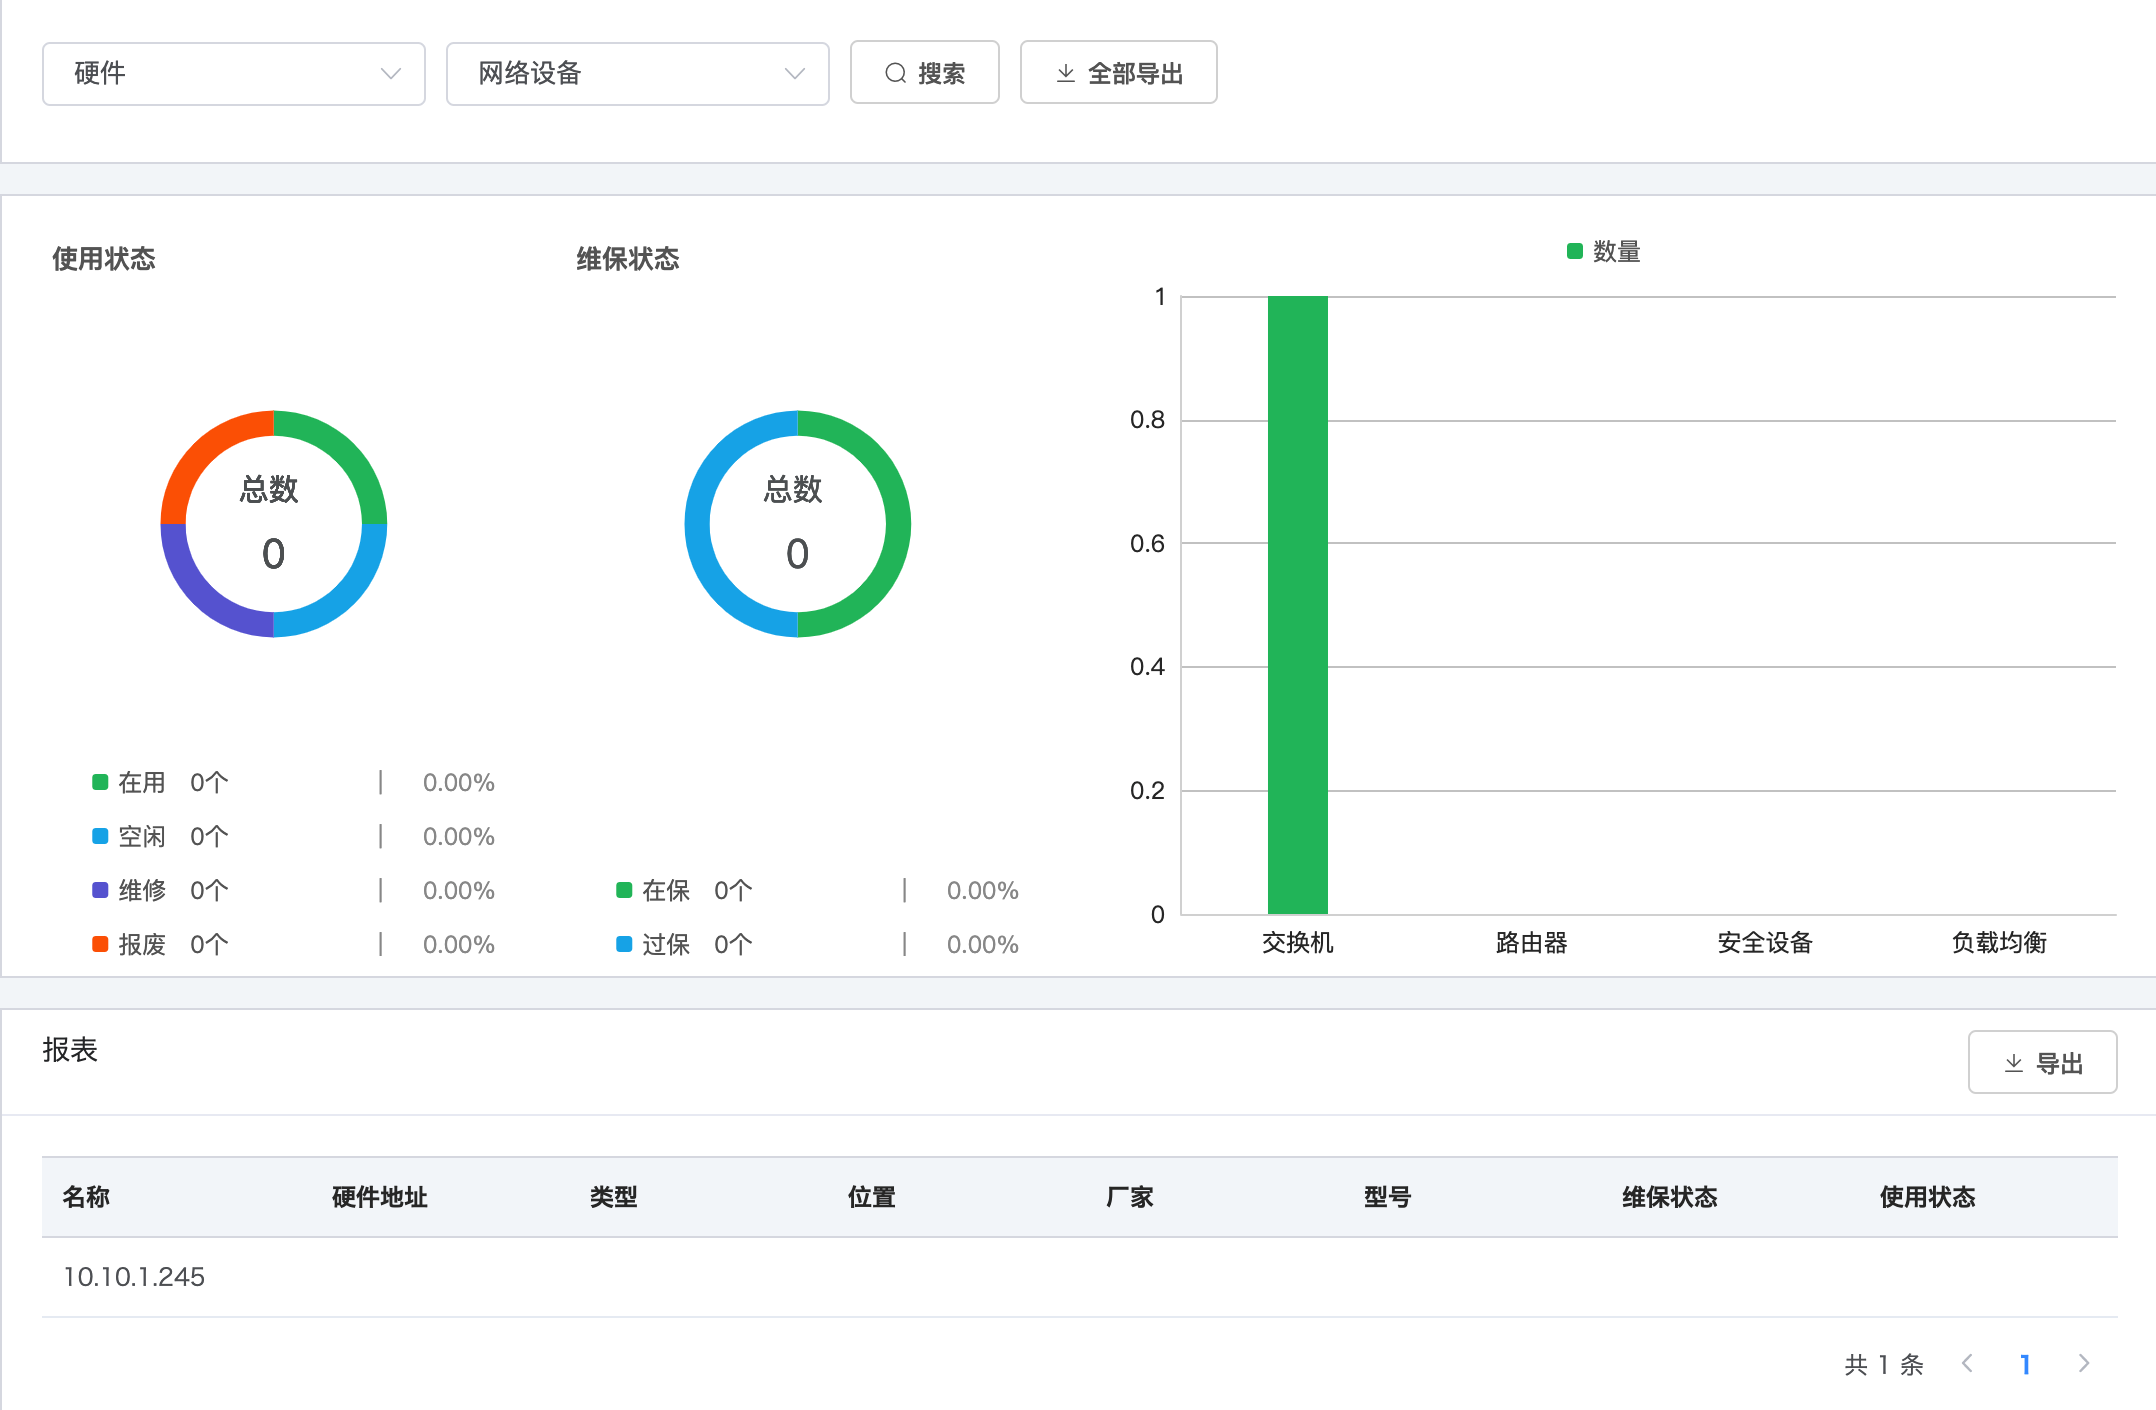 硬件 网络设备 搜索 全部导出
使用状态
总数
0
在用 0个 | 0.00%
空闲 0个 | 0.00%
维修 0个 | 0.00%
报废 0个 | 0.00%
维保状态
总数
0
在保 0个 | 0.00%
过保 0个 | 0.00%
数量
1
0.8
0.6
0.4
0.2
0
交换机 路由器 安全设备 负载均衡
报表 导出
名称 硬件地址 类型 位置 厂家 型号 维保状态 使用状态
10.10.1.245
共 1 条 1